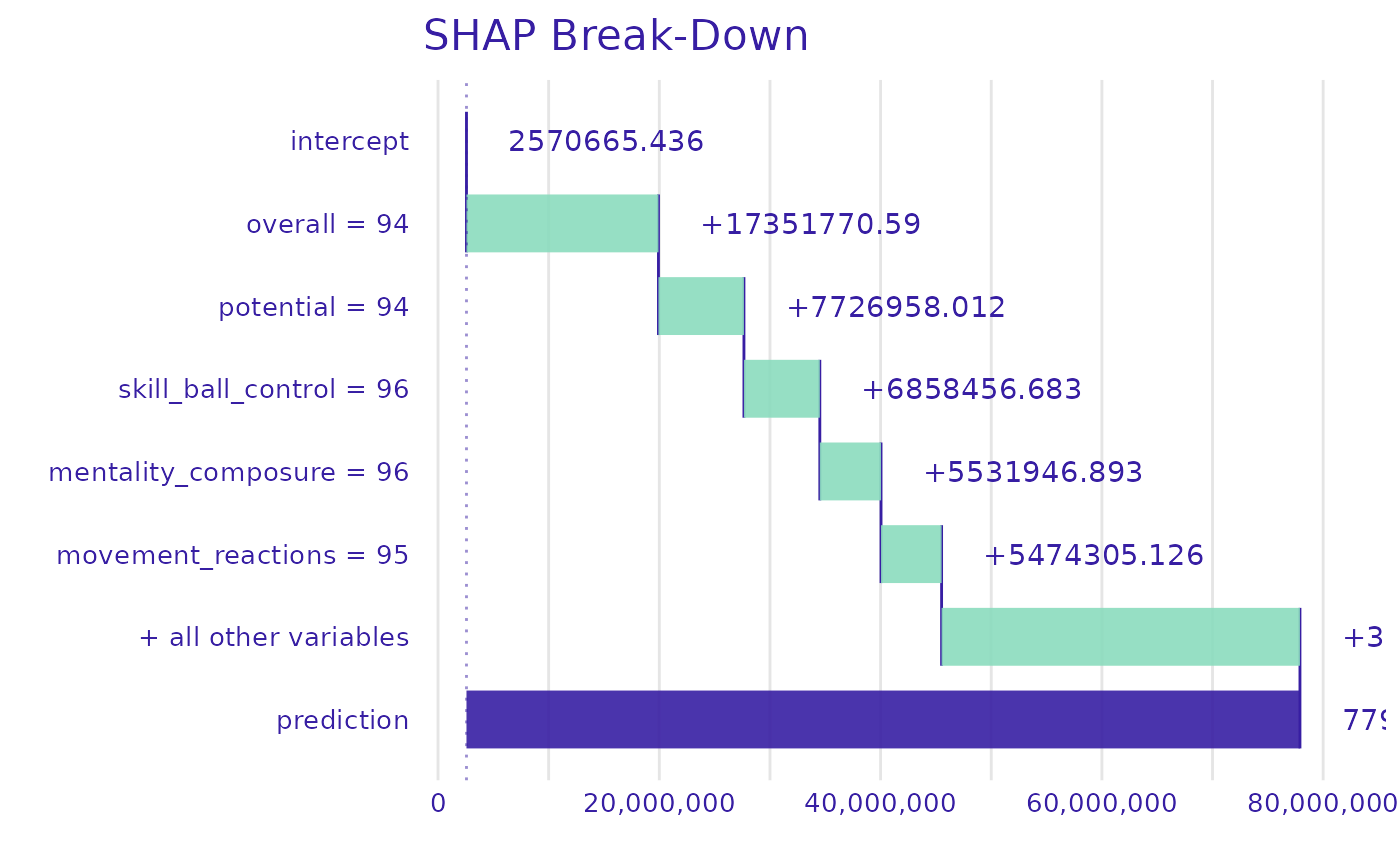 SHAP Break-Down
intercept 2570665.436
overall = 94 +17351770.59
potential = 94 +7726958.012
skill_ball_control = 96 +6858456.683
mentality_composure = 96 +5531946.893
movement_reactions = 95 +5474305.126
+ all other variables +3
prediction 779
0 20,000,000 40,000,000 60,000,000 80,000,000